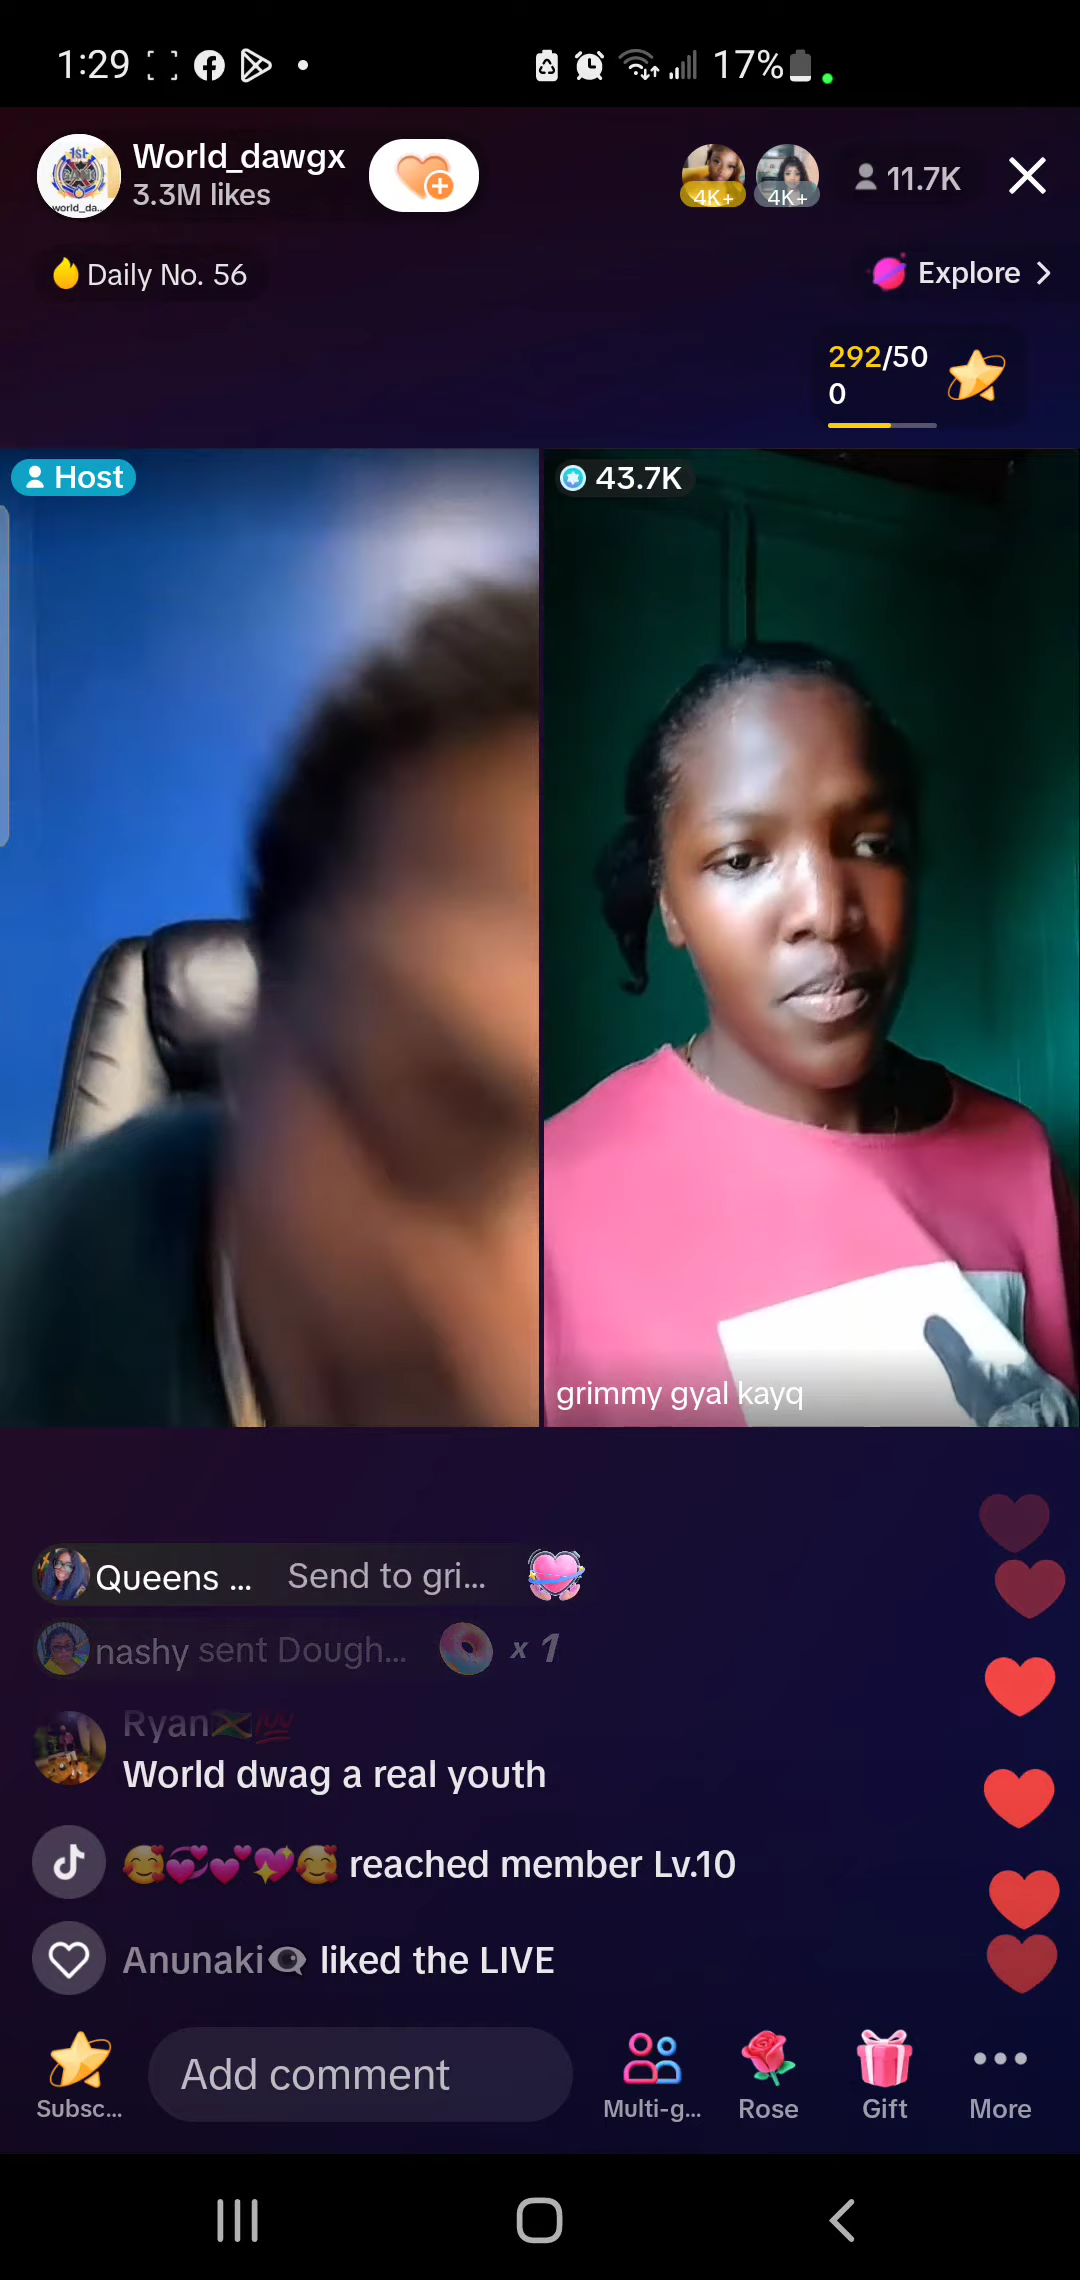 1:29
17%
World_dawgx
3.3M likes
4K+
4K+
11.7K
world_da...
Daily No. 56
Explore
292/50
0
Host
43.7K
grimmy gyal kayq
Queens ... Send to gri...
nashy sent Dough... x 1
Ryan
World dwag a real youth
reached member Lv.10
Anunaki liked the LIVE
Add comment
Subsc...
Multi-g...
Rose
Gift
More